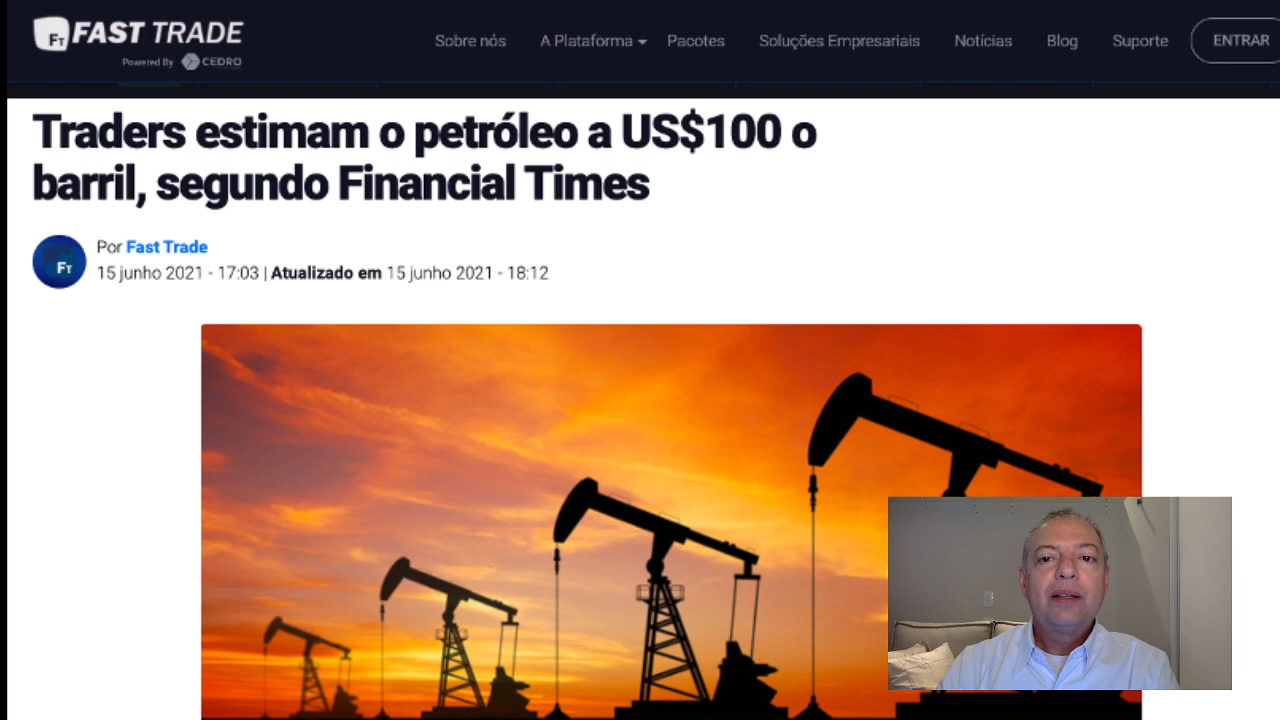 FT FAST TRADE
Powered By CEDRO
Sobre nós A Plataforma Pacotes Soluções Empresariais Notícias Blog Suporte ENTRAR
Traders estimam o petróleo a US$100 o
barril, segundo Financial Times
FT
Por Fast Trade
15 junho 2021 - 17:03 | Atualizado em 15 junho 2021 - 18:12